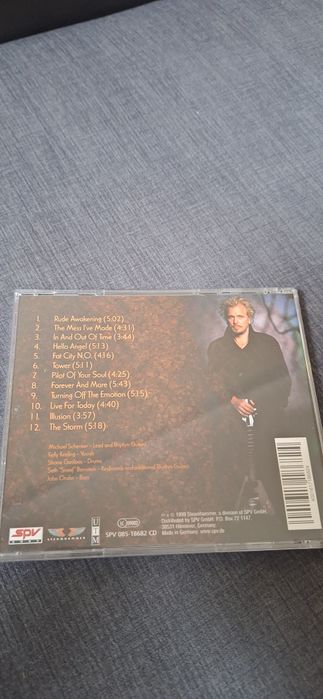 1. Rude Awakening (5:02)
2. The Mess I've Made (4:31)
3. In And Out Of Time (3:44)
4. Hello Angel (5:13)
5. Fat City N.O. (4:16)
6. Tower (5:11)
7. Pilot Of Your Soul (4:25)
8. Forever And More (5:43)
9. Turning Off The Emotion (5:15)
10. Live For Today (4:40)
11. Illusion (3:57)
12. The Storm (5:18)
Michael Schenker - Lead and Rhythm Guitars
Kelly Keeling - Vocals
Shane Gaalaas - Drums
Seth Bernstein - Keyboards and additional Rhythm Guitars
John Onder - Bass
SPV
steamhammer
UTM
LC
SPV 085-18682 CD
1999 Steamhammer, a division of SPV GmbH.
Distributed by SPV GmbH. P.O. Box 72 1147,
30531 Hannover, Germany
Made in Germany. www.spv.de